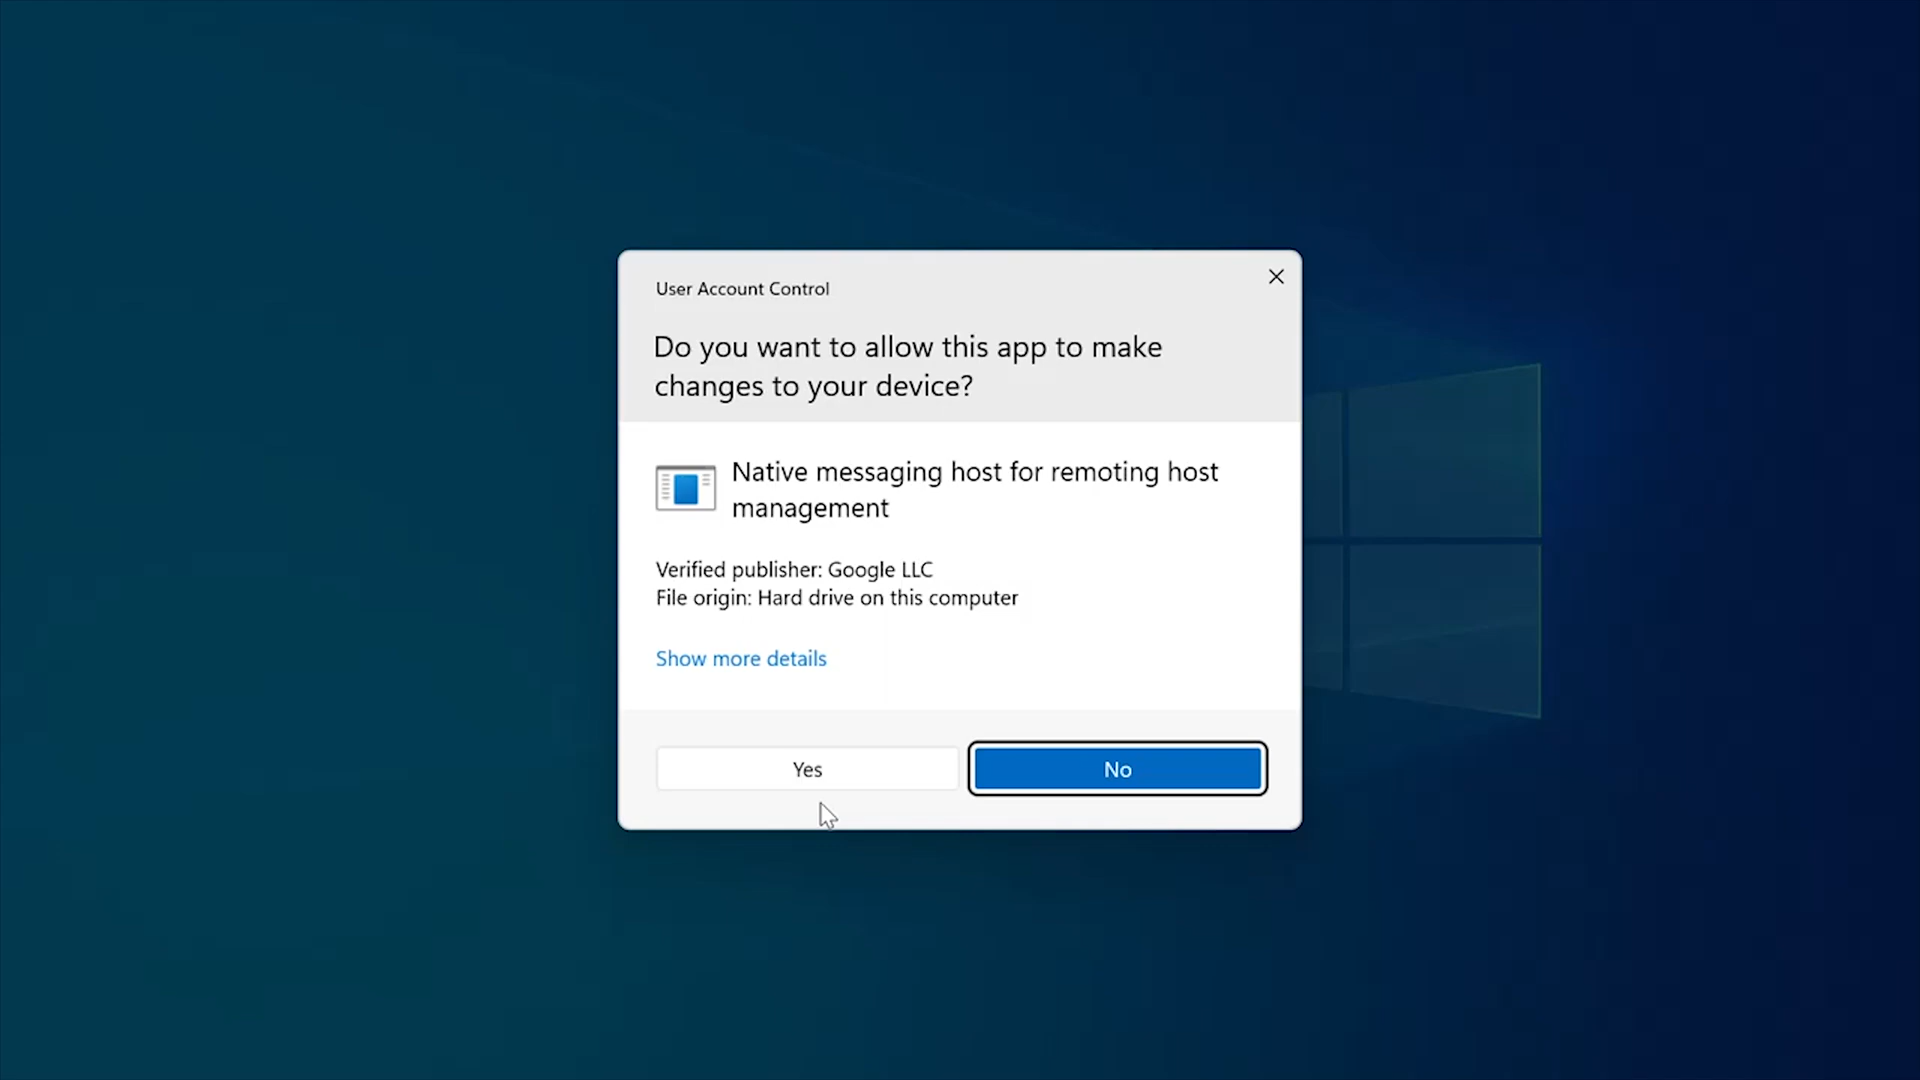 User Account Control
Do you want to allow this app to make
changes to your device?
Native messaging host for remoting host
management
Verified publisher: Google LLC
File origin: Hard drive on this computer
Show more details
Yes
No